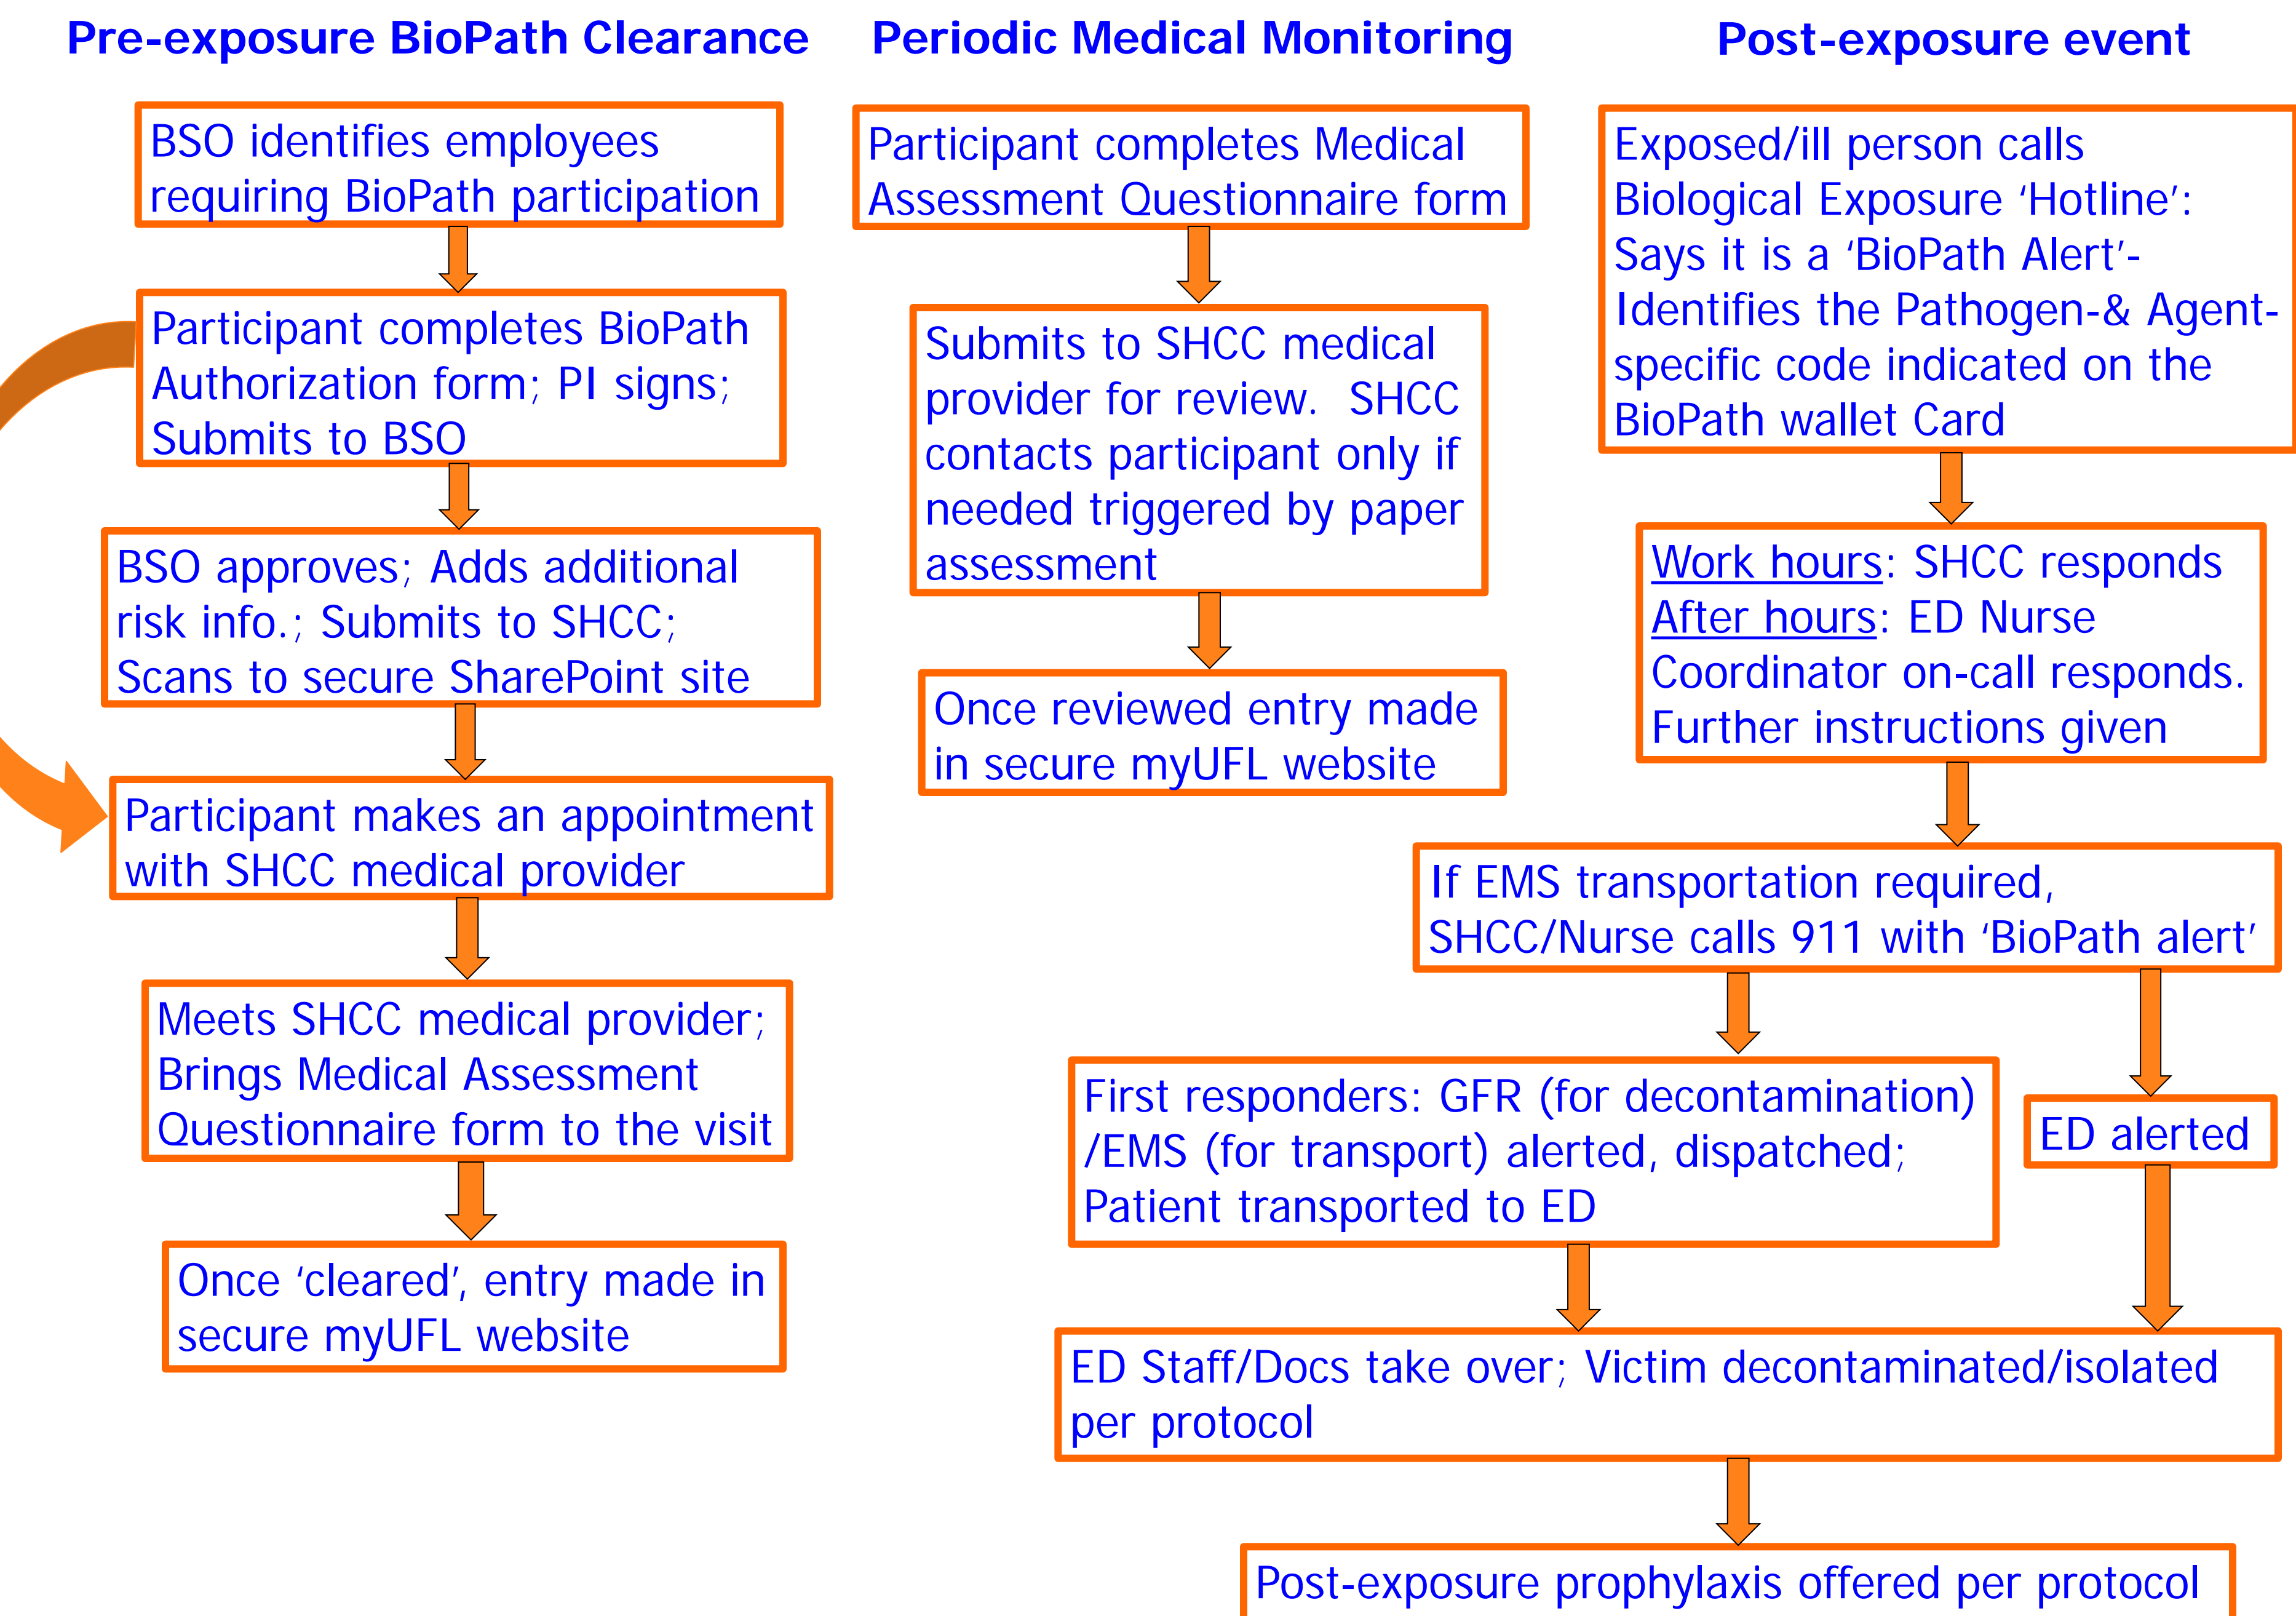 Pre-exposure BioPath Clearance
BSO identifies employees
requiring BioPath participation
Participant completes BioPath
Authorization form; PI signs;
Submits to BSO
BSO approves; Adds additional
risk info.; Submits to SHCC;
Scans to secure SharePoint site
Participant makes an appointment
with SHCC medical provider
Meets SHCC medical provider;
Brings Medical Assessment
Questionnaire form to the visit
Once ‘cleared’, entry made in
secure myUFL website
Periodic Medical Monitoring
Participant completes Medical
Assessment Questionnaire form
Submits to SHCC medical
provider for review.  SHCC
contacts participant only if
needed triggered by paper
assessment
Once reviewed entry made
in secure myUFL website
Post-exposure event
Exposed/ill person calls
Biological Exposure ‘Hotline’:
Says it is a ‘BioPath Alert’-
Identifies the Pathogen-& Agent-
specific code indicated on the
BioPath wallet Card
Work hours: SHCC responds
After hours: ED Nurse
Coordinator on-call responds.
Further instructions given
If EMS transportation required,
SHCC/Nurse calls 911 with ‘BioPath alert’
First responders: GFR (for decontamination)
/EMS (for transport) alerted, dispatched;
Patient transported to ED
ED alerted
ED Staff/Docs take over; Victim decontaminated/isolated
per protocol
Post-exposure prophylaxis offered per protocol